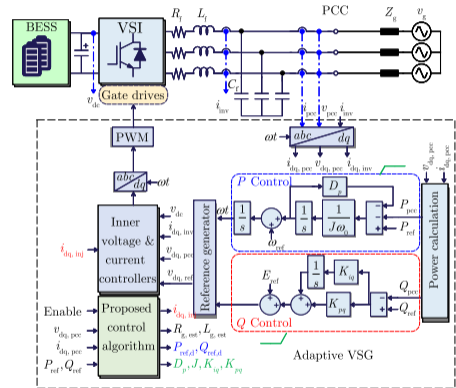 BESS
VSI
R_f
L_f
PCC
Z_g
v_g
Gate drives
v_dc
i_inv
C_f
i_pcc
v_pcc
i_inv
PWM
ωt
abc
dq
i_dq, pcc
v_dq, pcc
i_dq, inv
v_dq, pcc
i_dq, pcc
abc
dq
ωt
P Control
D_p
1
s
1
s
1
Jω_0
P_pcc
P_ref
ωt
ω_ref
Inner
voltage &
current
controllers
v_dc
i_dq, inv
v_dq, pcc
v_dq, ref
i_dq, inj
Reference generator
Power calculation
E_ref
1
s
K_iq
K_pq
Q_pcc
Q_ref
Q Control
Enable
v_dq, pcc
i_dq, pcc
P_ref, Q_ref
Proposed
control
algorithm
i_dq, inj
R_g, est, L_g, est
P_ref,d, Q_ref,d
D_p, J, K_iq, K_pq
Adaptive VSG